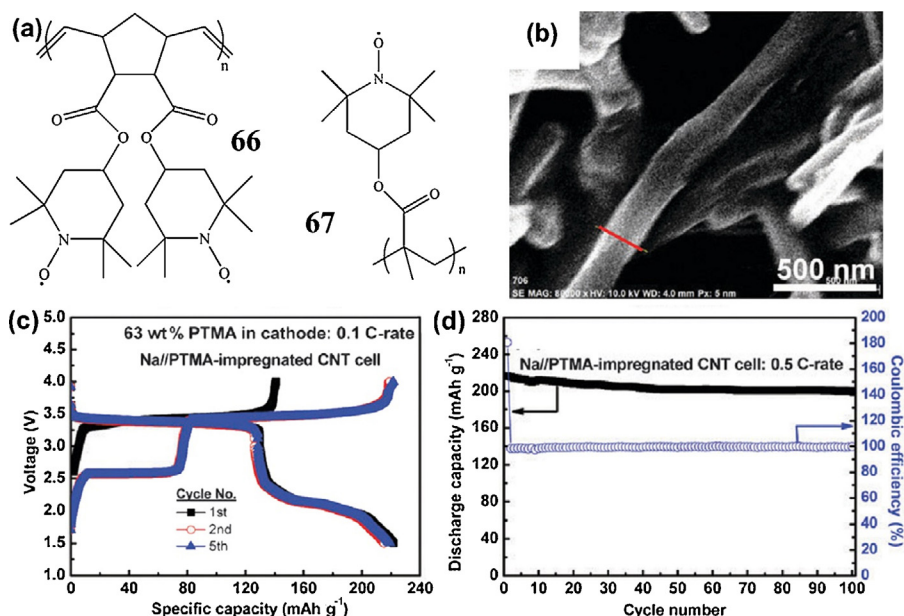 (a)
n
O
O
O
O
66
N
O
N
O
O
N
O
O
67
n
(b)
500 nm
500 nm
706
SE MAG: 80000 x HV: 10.0 kV WD: 4.0 mm Px: 5 nm
(c)
63 wt% PTMA in cathode: 0.1 C-rate
Na//PTMA-impregnated CNT cell
Voltage (V)
4.5
4.0
3.5
3.0
2.5
2.0
1.5
1.0
Cycle No.
1st
2nd
5th
0 40 80 120 160 200 240
Specific capacity (mAh g⁻¹)
(d)
Na//PTMA-impregnated CNT cell: 0.5 C-rate
Discharge capacity (mAh g⁻¹)
280
240
200
160
120
80
40
0
200
180
160
140
120
100
80
60
40
20
0
Coulombic efficiency (%)
0 10 20 30 40 50 60 70 80 90 100
Cycle number